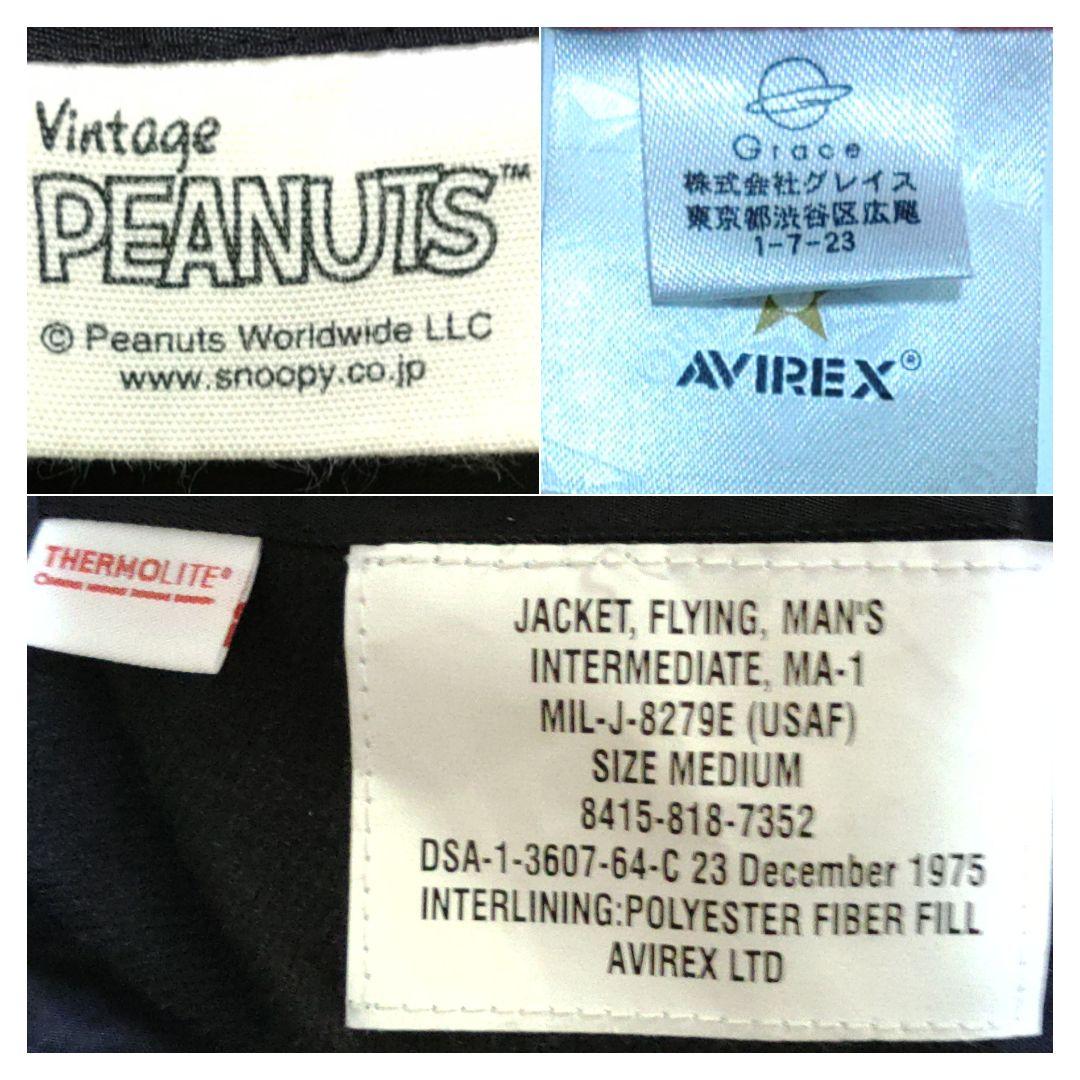 Vintage
PEANUTS™
© Peanuts Worldwide LLC
www.snoopy.co.jp
Grace
株式会社グレイス
東京都渋谷区広尾
1-7-23
AVIREX®
THERMOLITE®
JACKET, FLYING, MAN'S
INTERMEDIATE, MA-1
MIL-J-8279E (USAF)
SIZE MEDIUM
8415-818-7352
DSA-1-3607-64-C 23 December 1975
INTERLINING:POLYESTER FIBER FILL
AVIREX LTD